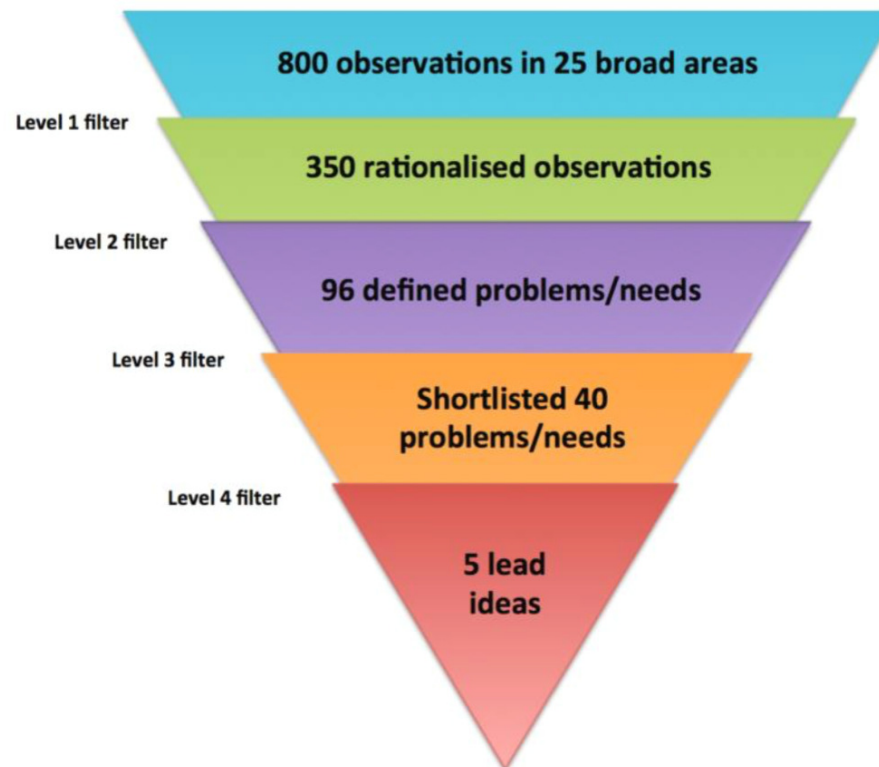 800 observations in 25 broad areas
Level 1 filter
350 rationalised observations
Level 2 filter
96 defined problems/needs
Level 3 filter
Shortlisted 40
problems/needs
Level 4 filter
5 lead
ideas